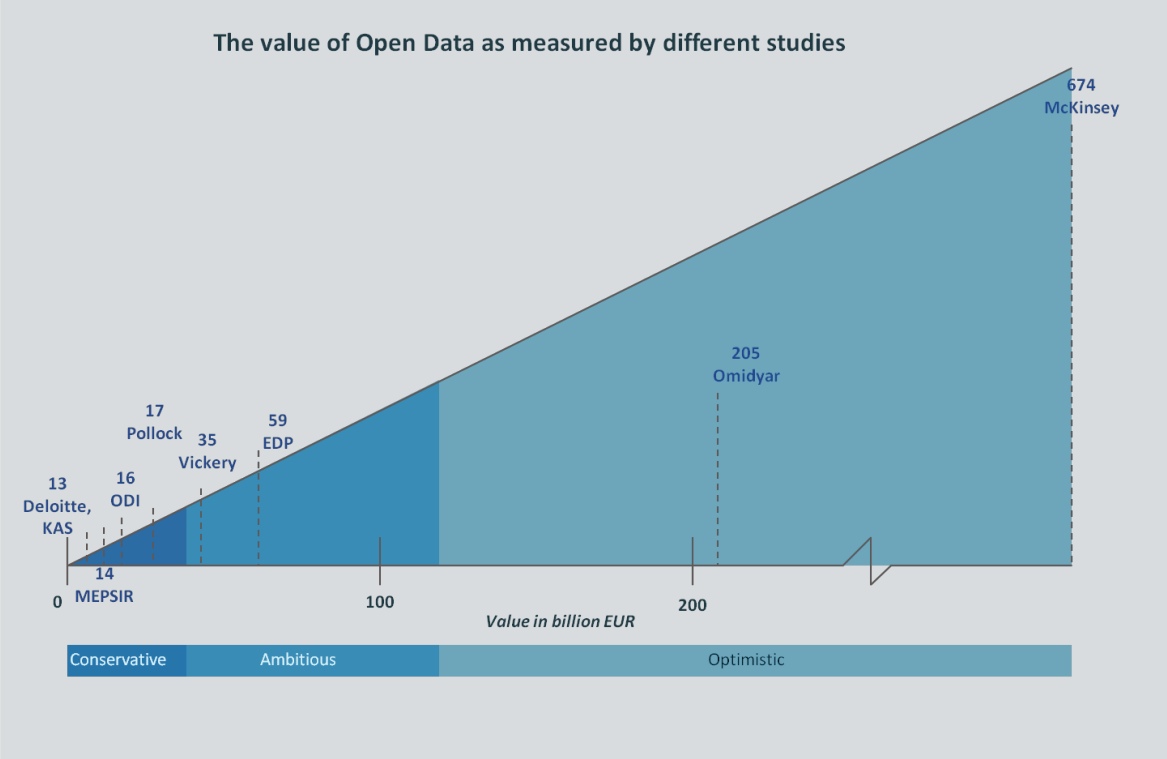 The value of Open Data as measured by different studies
674
McKinsey
205
Omidyar
17
Pollock
59
EDP
35
Vickery
13
Deloitte,
KAS
16
ODI
14
MEPSIR
0
100
200
Value in billion EUR
Conservative
Ambitious
Optimistic